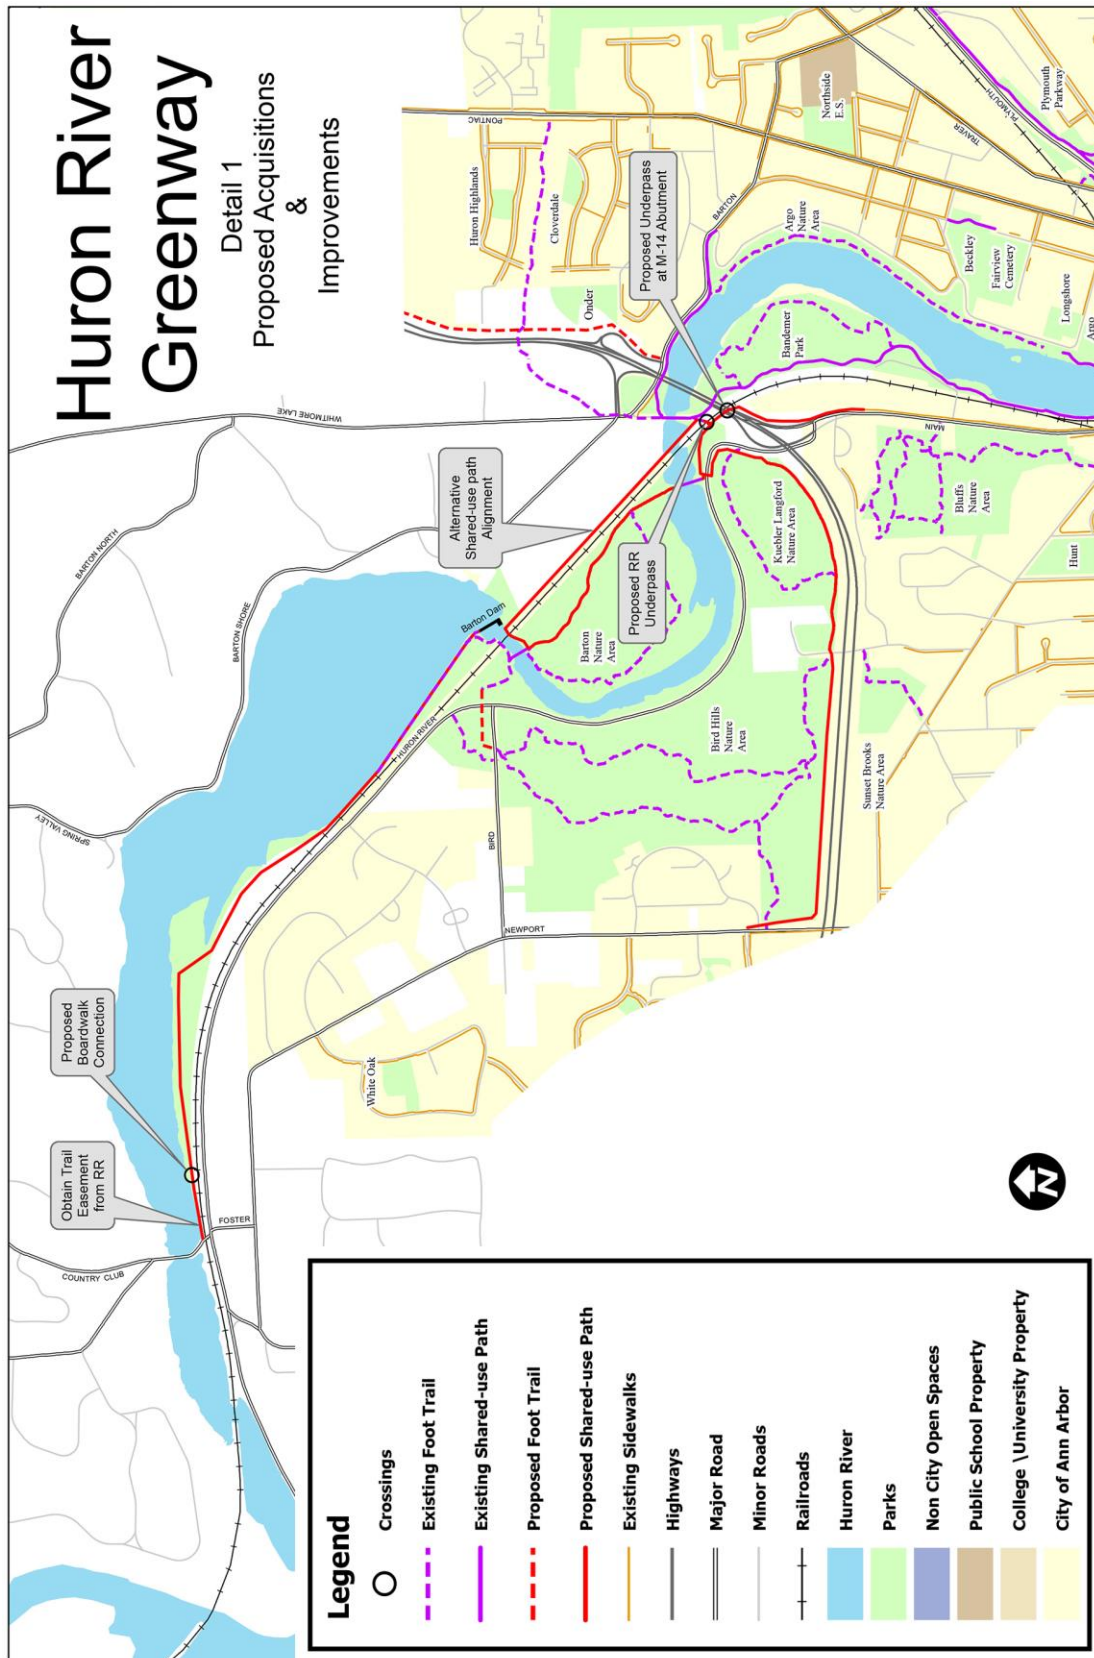 Huron River
Greenway
Detail 1
Proposed Acquisitions
&
Improvements
Obtain Trail
Easement
from RR
Proposed
Boardwalk
Connection
Alternative
Shared-use path
Alignment
Proposed RR
Underpass
Proposed Underpass
at M-14 Abutment
COUNTRY CLUB
FOSTER
SPRING VALLEY
BARTON NORTH
BARTON SHORE
WHITMORE LAKE
HURON RIVER
Barton Dam
BIRD
NEWPORT
White Oak
Barton
Nature
Area
Bird Hills
Nature
Area
Kuebler Langford
Nature Area
Sunset Brooks
Nature Area
Bluffs
Nature
Area
Hunt
MAIN
Bandemer
Park
Argo
Nature
Area
Onder
Cloverdale
Huron Highlands
PONTIAC
BARTON
Northside
E.S.
TRAVER
PLYMOUTH
Plymouth
Parkway
Beckley
Fairview
Cemetery
Longshore
Argo
N
Legend
Crossings
Existing Foot Trail
Existing Shared-use Path
Proposed Foot Trail
Proposed Shared-use Path
Existing Sidewalks
Highways
Major Road
Minor Roads
Railroads
Huron River
Parks
Non City Open Spaces
Public School Property
College \University Property
City of Ann Arbor